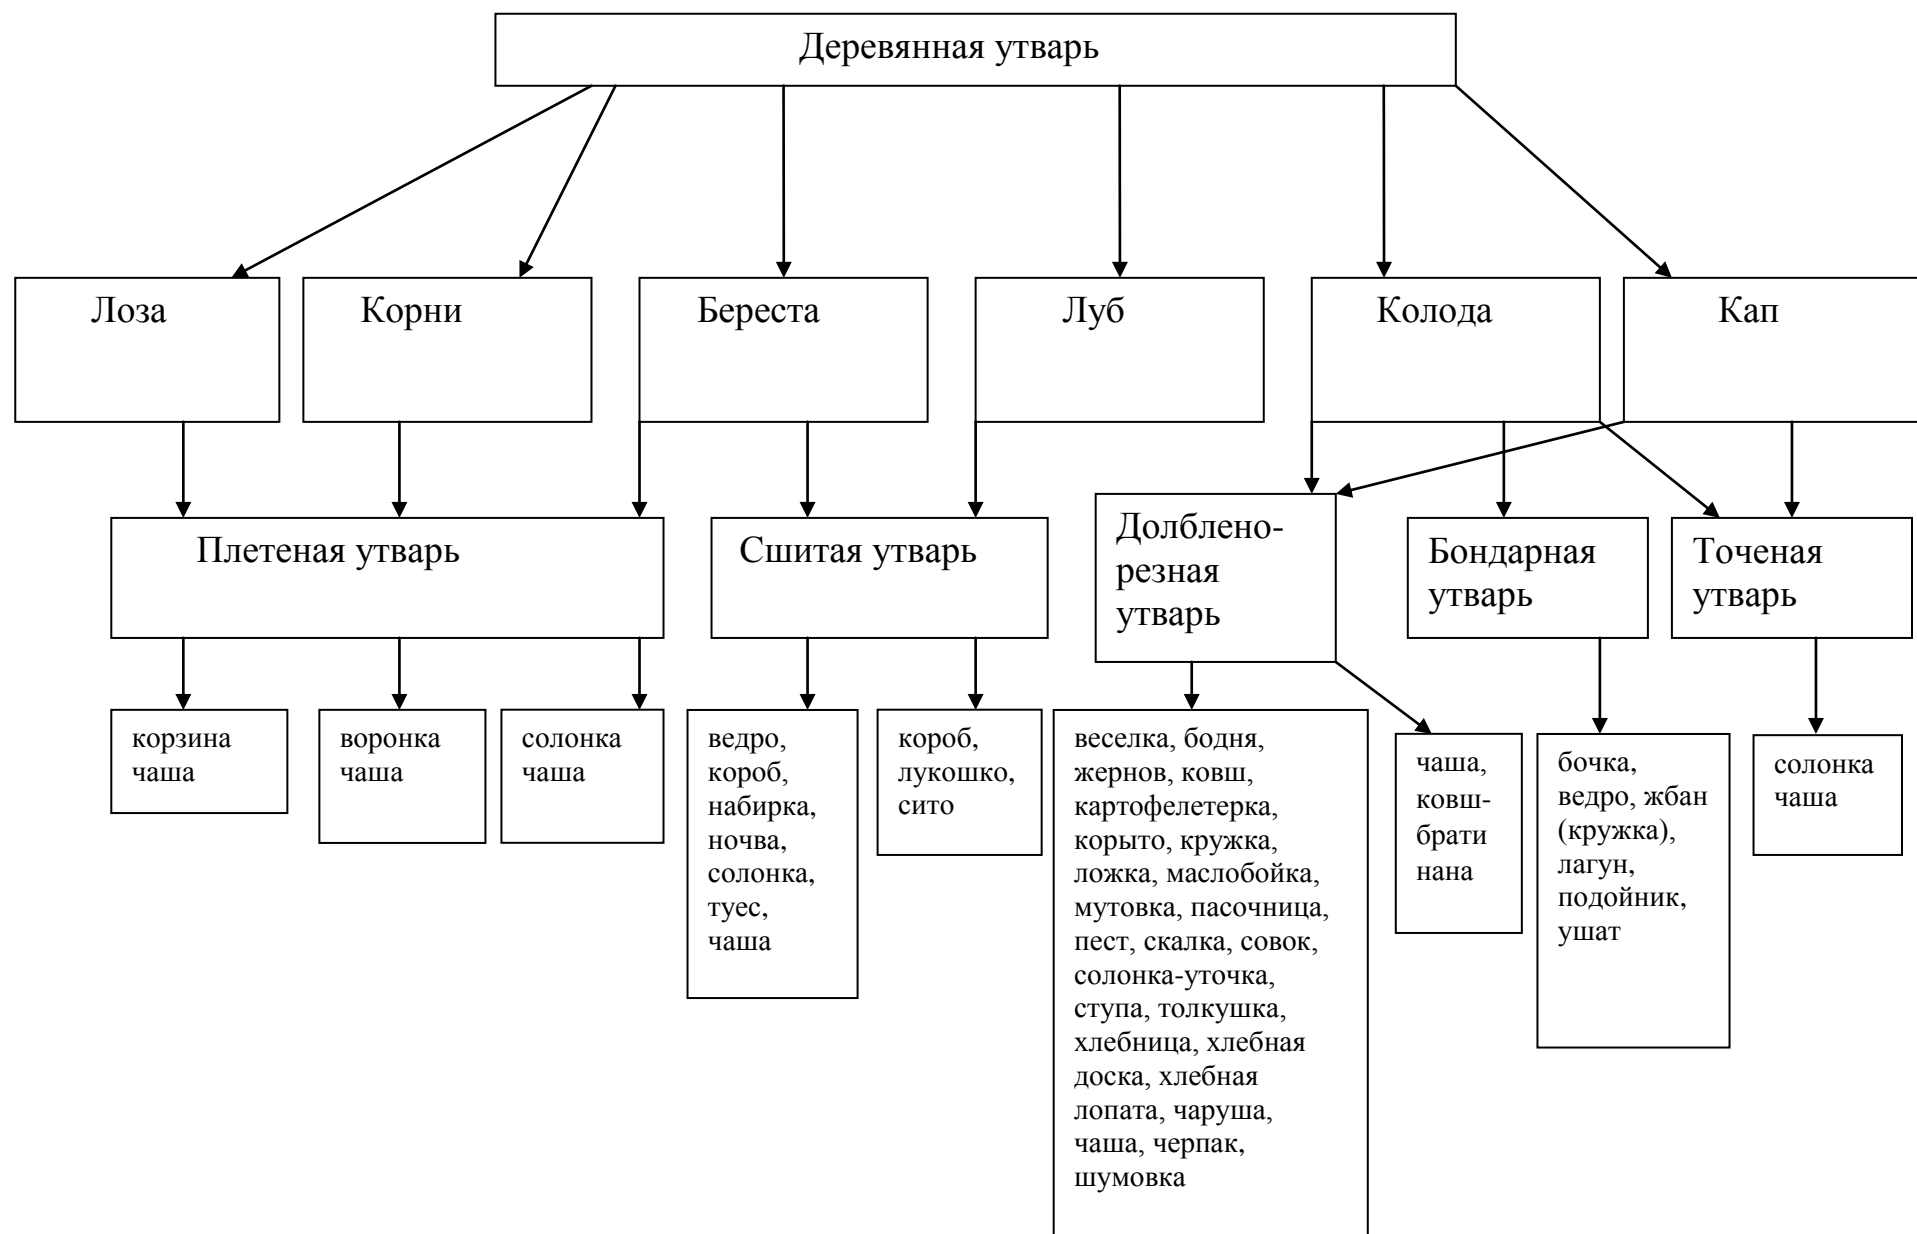 Деревянная утварь
Лоза
Корни
Береста
Луб
Колода
Кап
Плетеная утварь
Сшитая утварь
Долблено-
резная
утварь
Бондарная
утварь
Точеная
утварь
корзина
чаша
воронка
чаша
солонка
чаша
ведро,
короб,
набирка,
ночва,
солонка,
туес,
чаша
короб,
лукошко,
сито
веселка, бодня,
жернов, ковш,
картофелетерка,
корыто, кружка,
ложка, маслобойка,
мутовка, пасочница,
пест, скалка, совок,
солонка-уточка,
ступа, толкушка,
хлебница, хлебная
доска, хлебная
лопата, чаруша,
чаша, черпак,
шумовка
чаша,
ковш-
брати
нана
бочка,
ведро, жбан
(кружка),
лагун,
подойник,
ушат
солонка
чаша